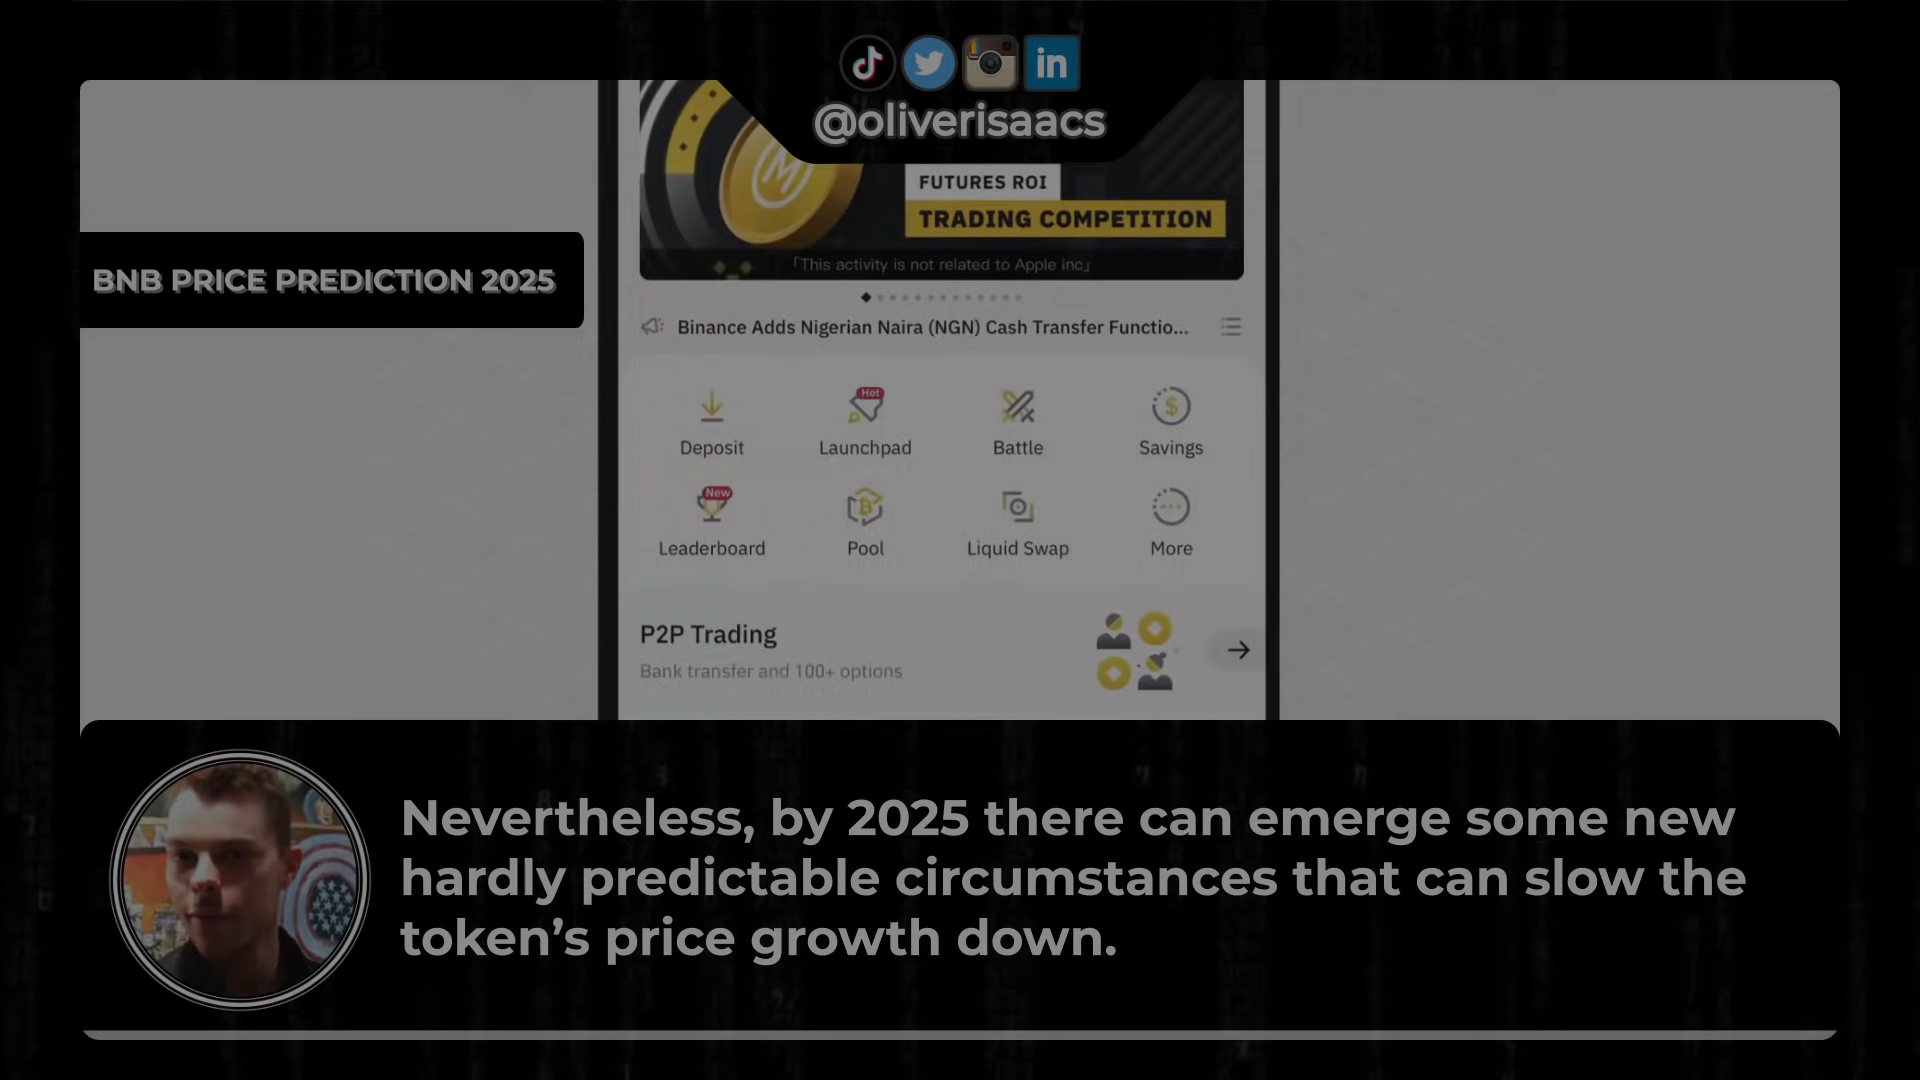 @oliverisaacs
FUTURES ROI
TRADING COMPETITION
「This activity is not related to Apple inc」
BNB PRICE PREDICTION 2025
Binance Adds Nigerian Naira (NGN) Cash Transfer Functio...
Hot
Deposit Launchpad Battle Savings
New
Leaderboard Pool Liquid Swap More
P2P Trading
Bank transfer and 100+ options
Nevertheless, by 2025 there can emerge some new
hardly predictable circumstances that can slow the
token’s price growth down.